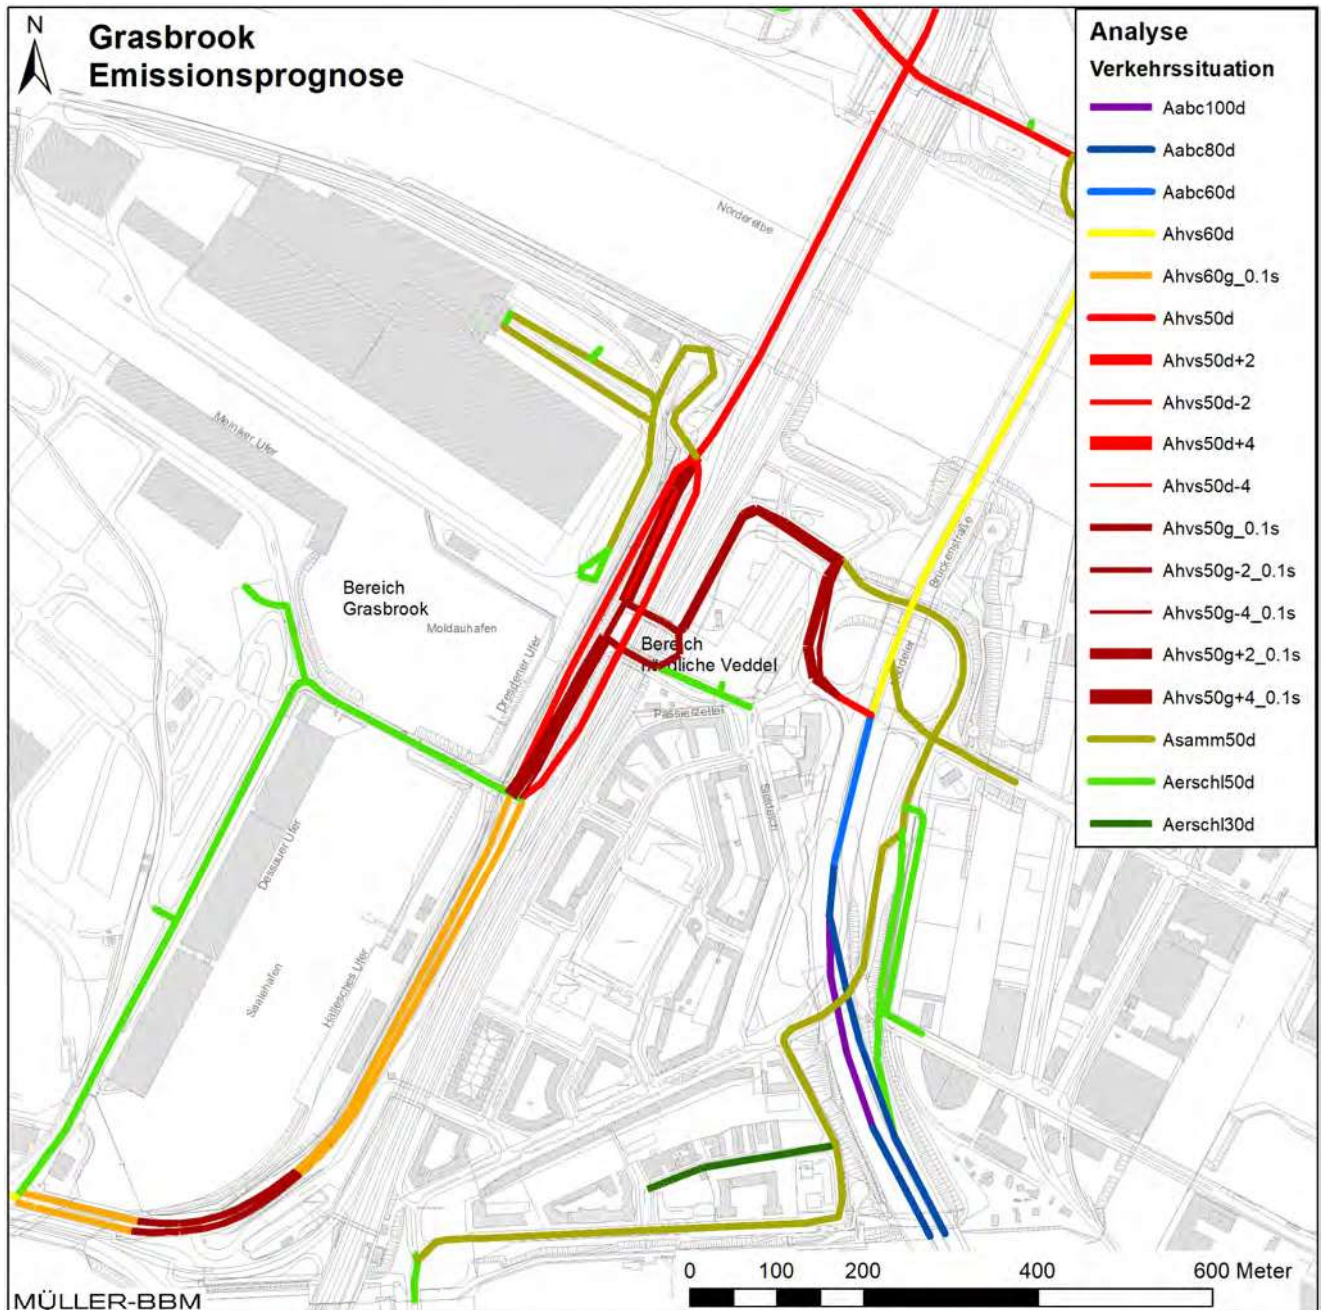 N
Grasbrook
Emissionsprognose
Analyse
Verkehrssituation
Aabc100d
Aabc80d
Aabc60d
Ahvs60d
Ahvs60g_0.1s
Ahvs50d
Ahvs50d+2
Ahvs50d-2
Ahvs50d+4
Ahvs50d-4
Ahvs50g_0.1s
Ahvs50g-2_0.1s
Ahvs50g-4_0.1s
Ahvs50g+2_0.1s
Ahvs50g+4_0.1s
Asamm50d
Aerschl50d
Aerschl30d
Norderelbe
Brückenstraße
Bereich
Grasbrook
Moldauhafen
Dresdener Ufer
Bereich
nördliche Veddel
Dessauer Ufer
Saalehafen
Hallesches Ufer
0 100 200 400 600 Meter
MÜLLER-BBM